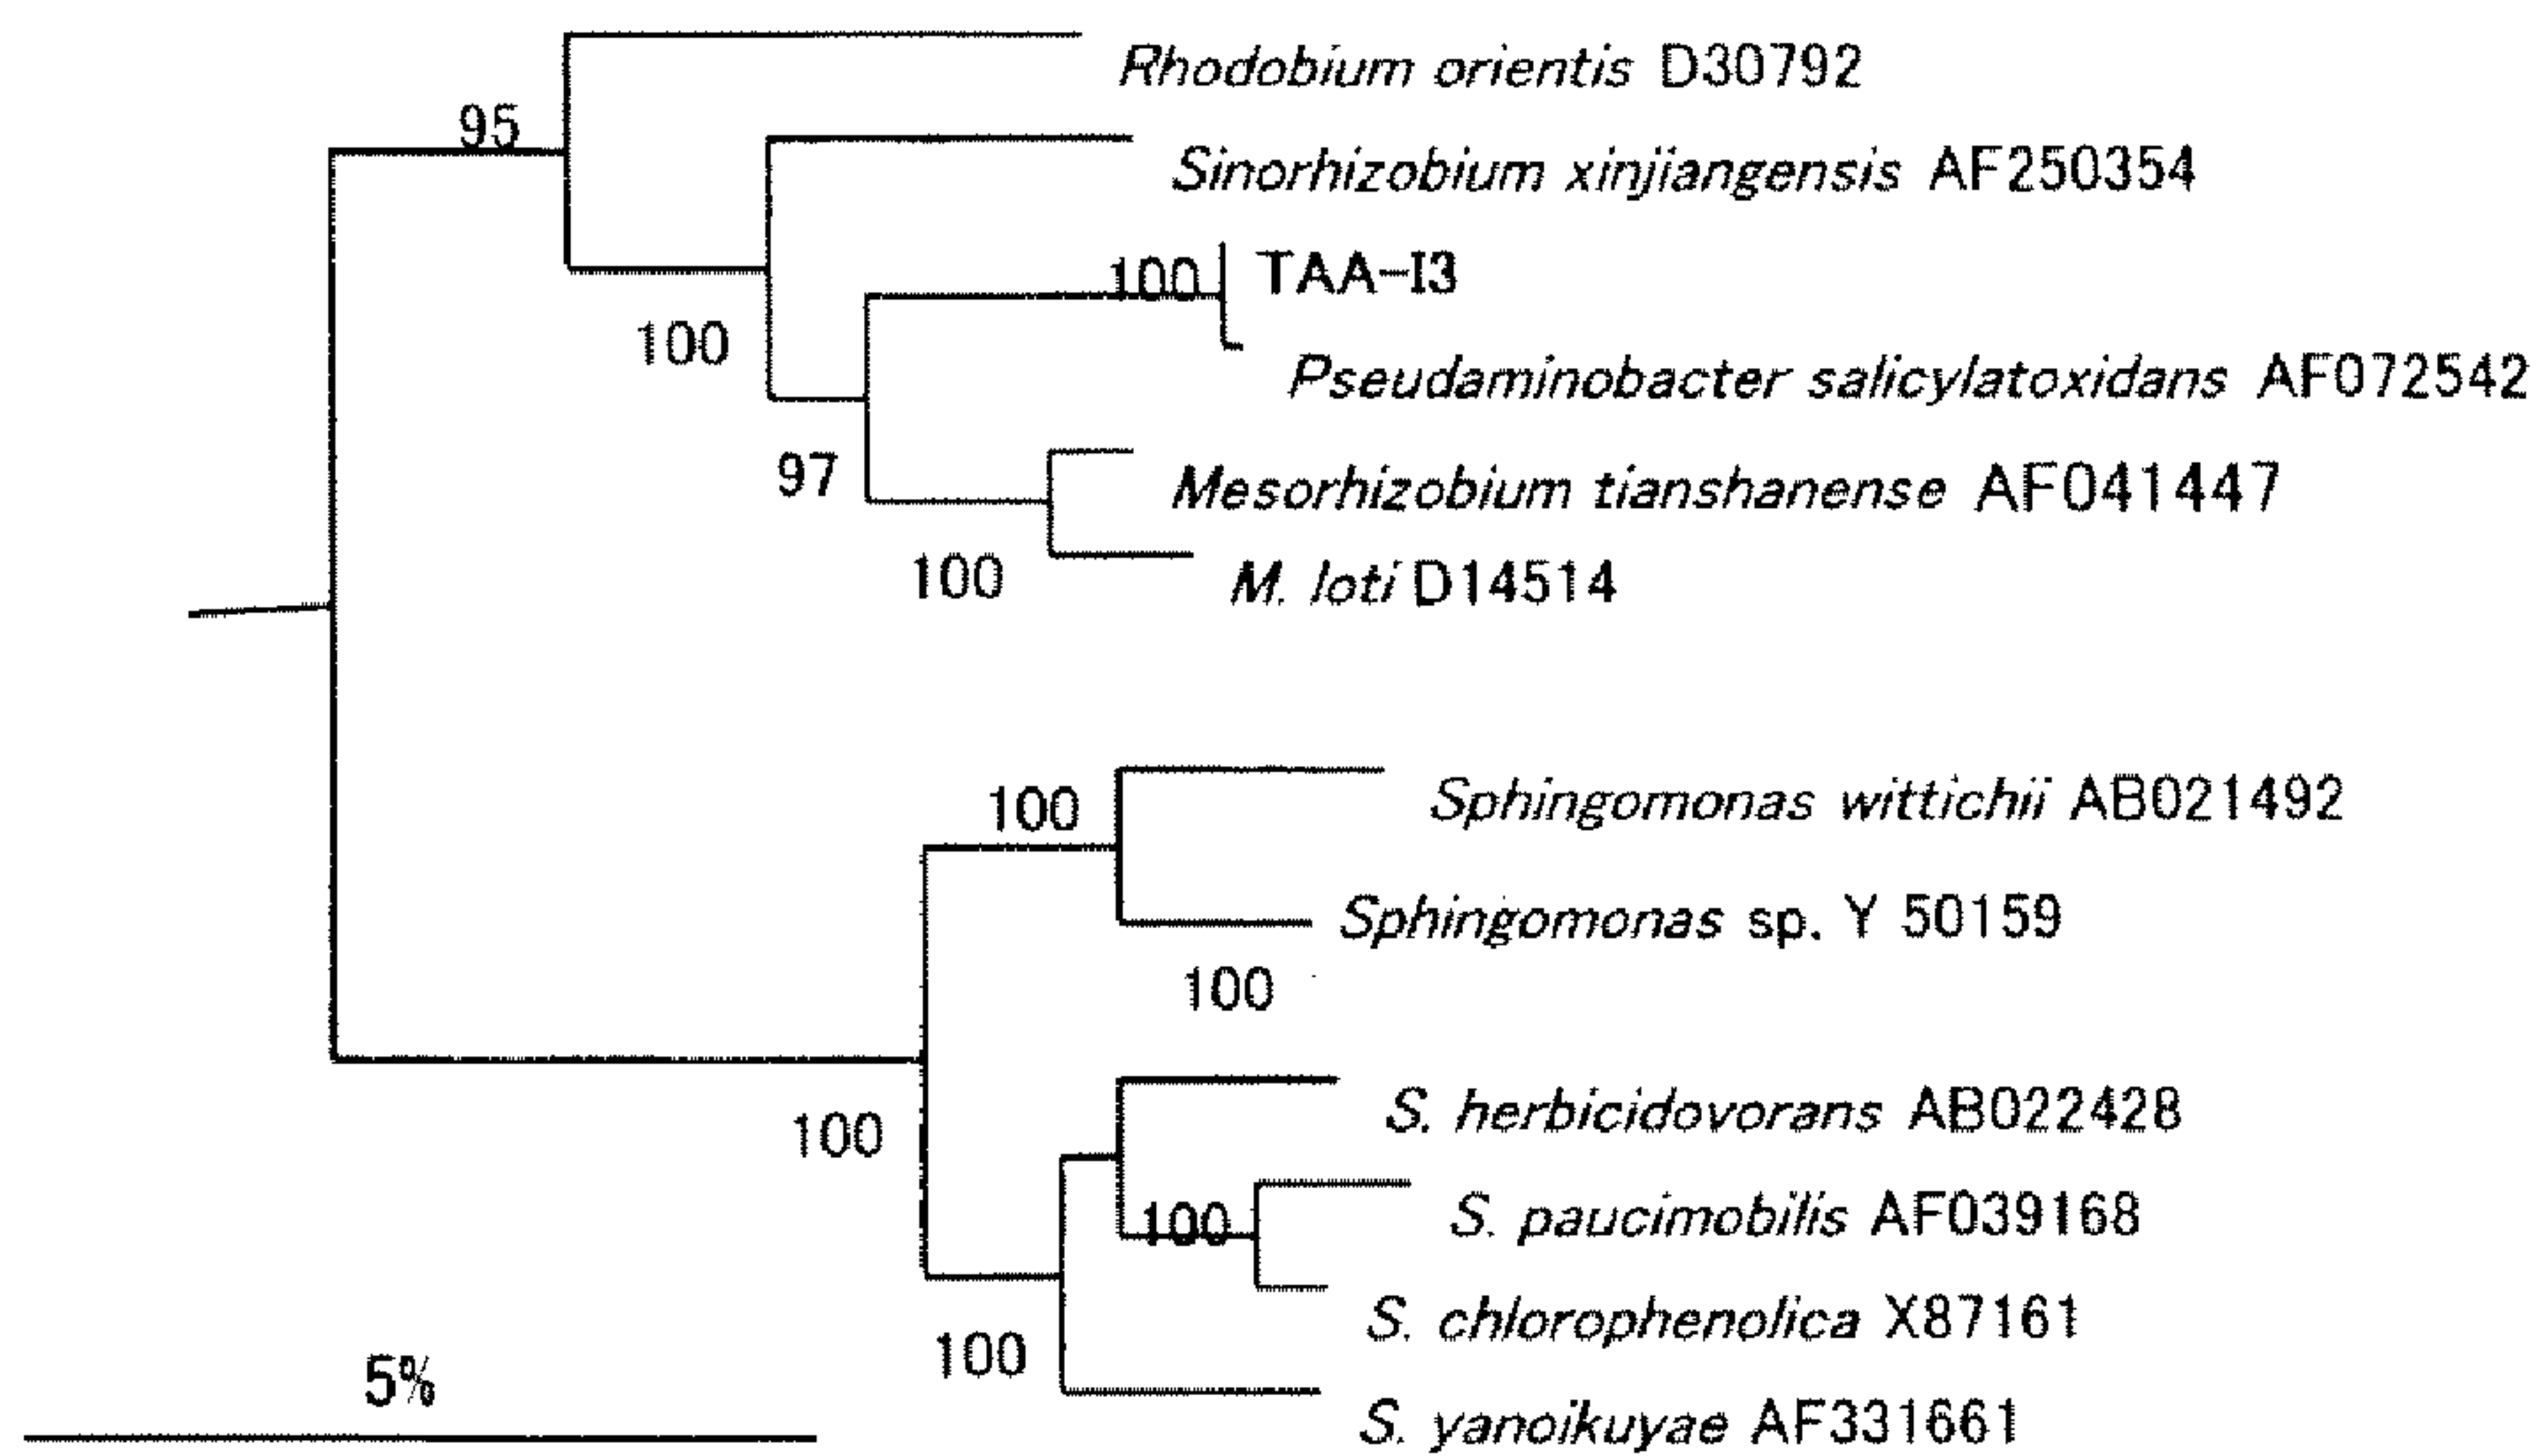 Rhodobium orientis D30792
95
Sinorhizobium xinjiangensis AF250354
100 TAA-I3
100
Pseudaminobacter salicylatoxidans AF072542
97
Mesorhizobium tianshanense AF041447
100
M. loti D14514
100
Sphingomonas wittichii AB021492
Sphingomonas sp. Y 50159
100
100
S. herbicidovorans AB022428
100
S. paucimobilis AF039168
S. chlorophenolica X87161
100
5%
S. yanoikuyae AF331661